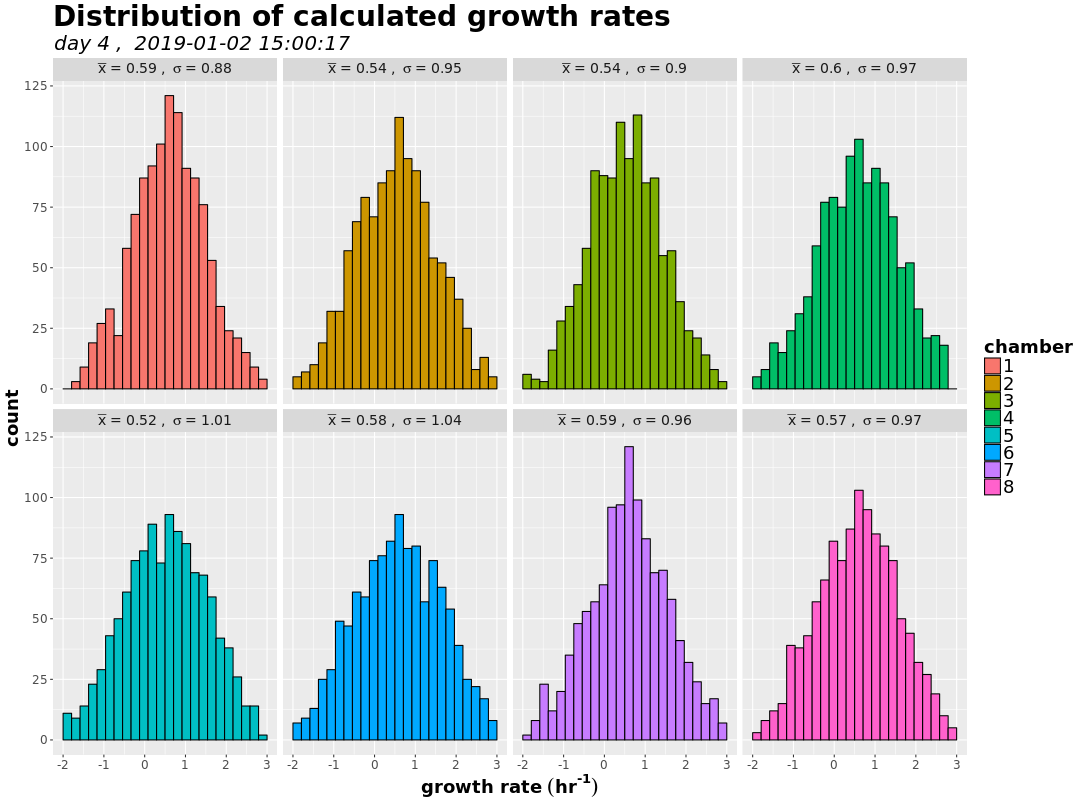 Distribution of calculated growth rates
day 4 ,  2019-01-02 15:00:17
x̅ = 0.59 ,  σ = 0.88
x̅ = 0.54 ,  σ = 0.95
x̅ = 0.54 ,  σ = 0.9
x̅ = 0.6 ,  σ = 0.97
125
100
75
50
25
0
x̅ = 0.52 ,  σ = 1.01
x̅ = 0.58 ,  σ = 1.04
x̅ = 0.59 ,  σ = 0.96
x̅ = 0.57 ,  σ = 0.97
125
100
75
50
25
0
-2 -1 0 1 2 3
-2 -1 0 1 2 3
-2 -1 0 1 2 3
-2 -1 0 1 2 3
count
growth rate (hr⁻¹)
chamber
1
2
3
4
5
6
7
8